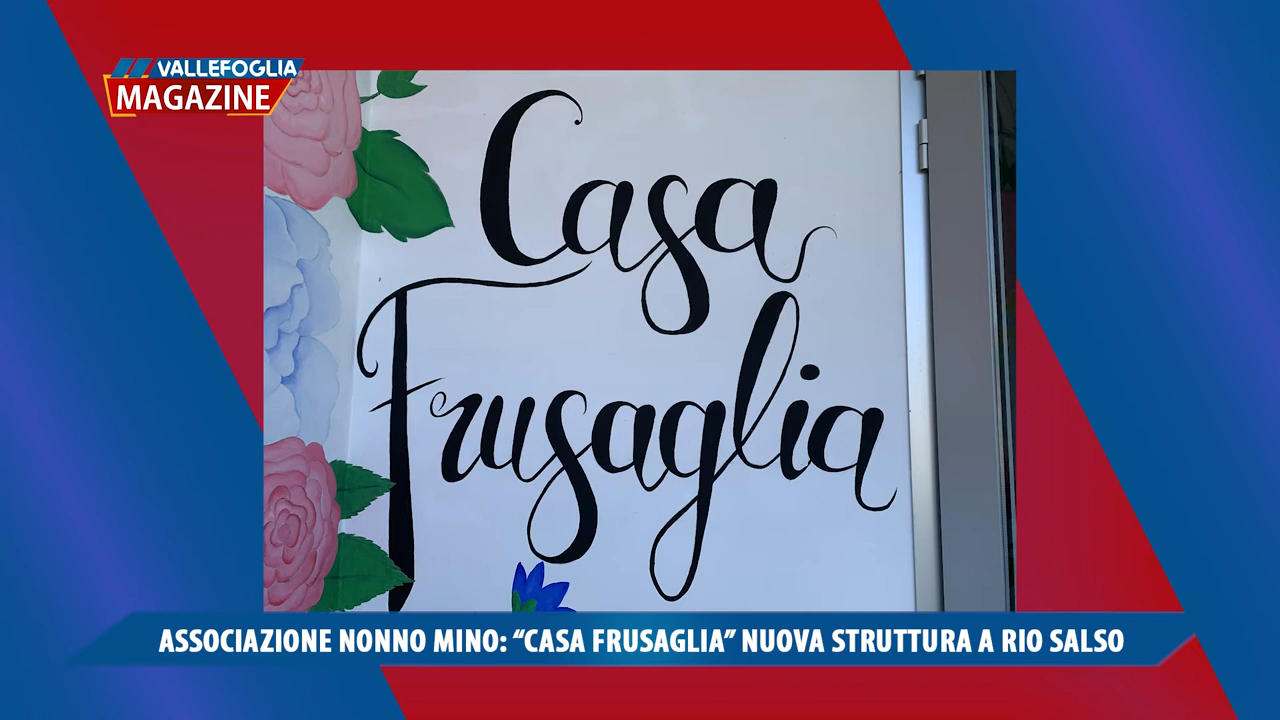 VALLEFOGLIA
MAGAZINE
Casa
Frusaglia
ASSOCIAZIONE NONNO MINO: “CASA FRUSAGLIA” NUOVA STRUTTURA A RIO SALSO